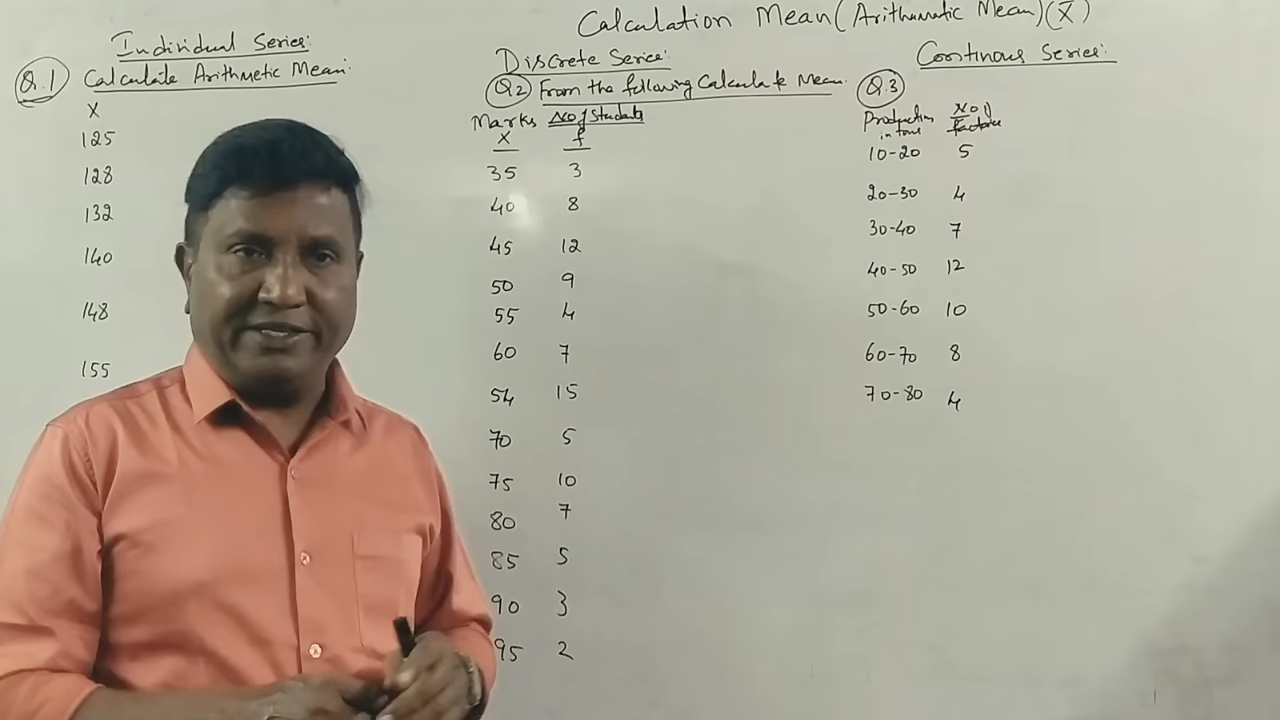 Calculation Mean (Arithmatic Mean) (X̄)
Individual Series:
Q.1 Calculate Arithmetic Mean:
X
125
128
132
140
148
155
Discrete Series:
Q2 From the following Calculate Mean.
Marks No of Students
X f
35 3
40 8
45 12
50 9
55 4
60 7
54 15
70 5
75 10
80 7
85 5
90 3
95 2
Continous Series:
Q.3
Production No of
in tons
10-20 5
20-30 4
30-40 7
40-50 12
50-60 10
60-70 8
70-80 4